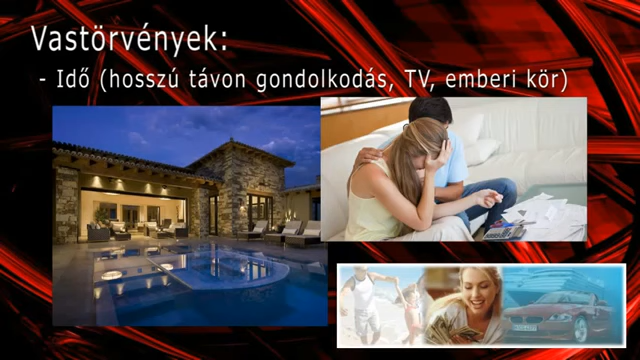 Vastörvények:
- Idő (hosszú távon gondolkodás, TV, emberi kör)